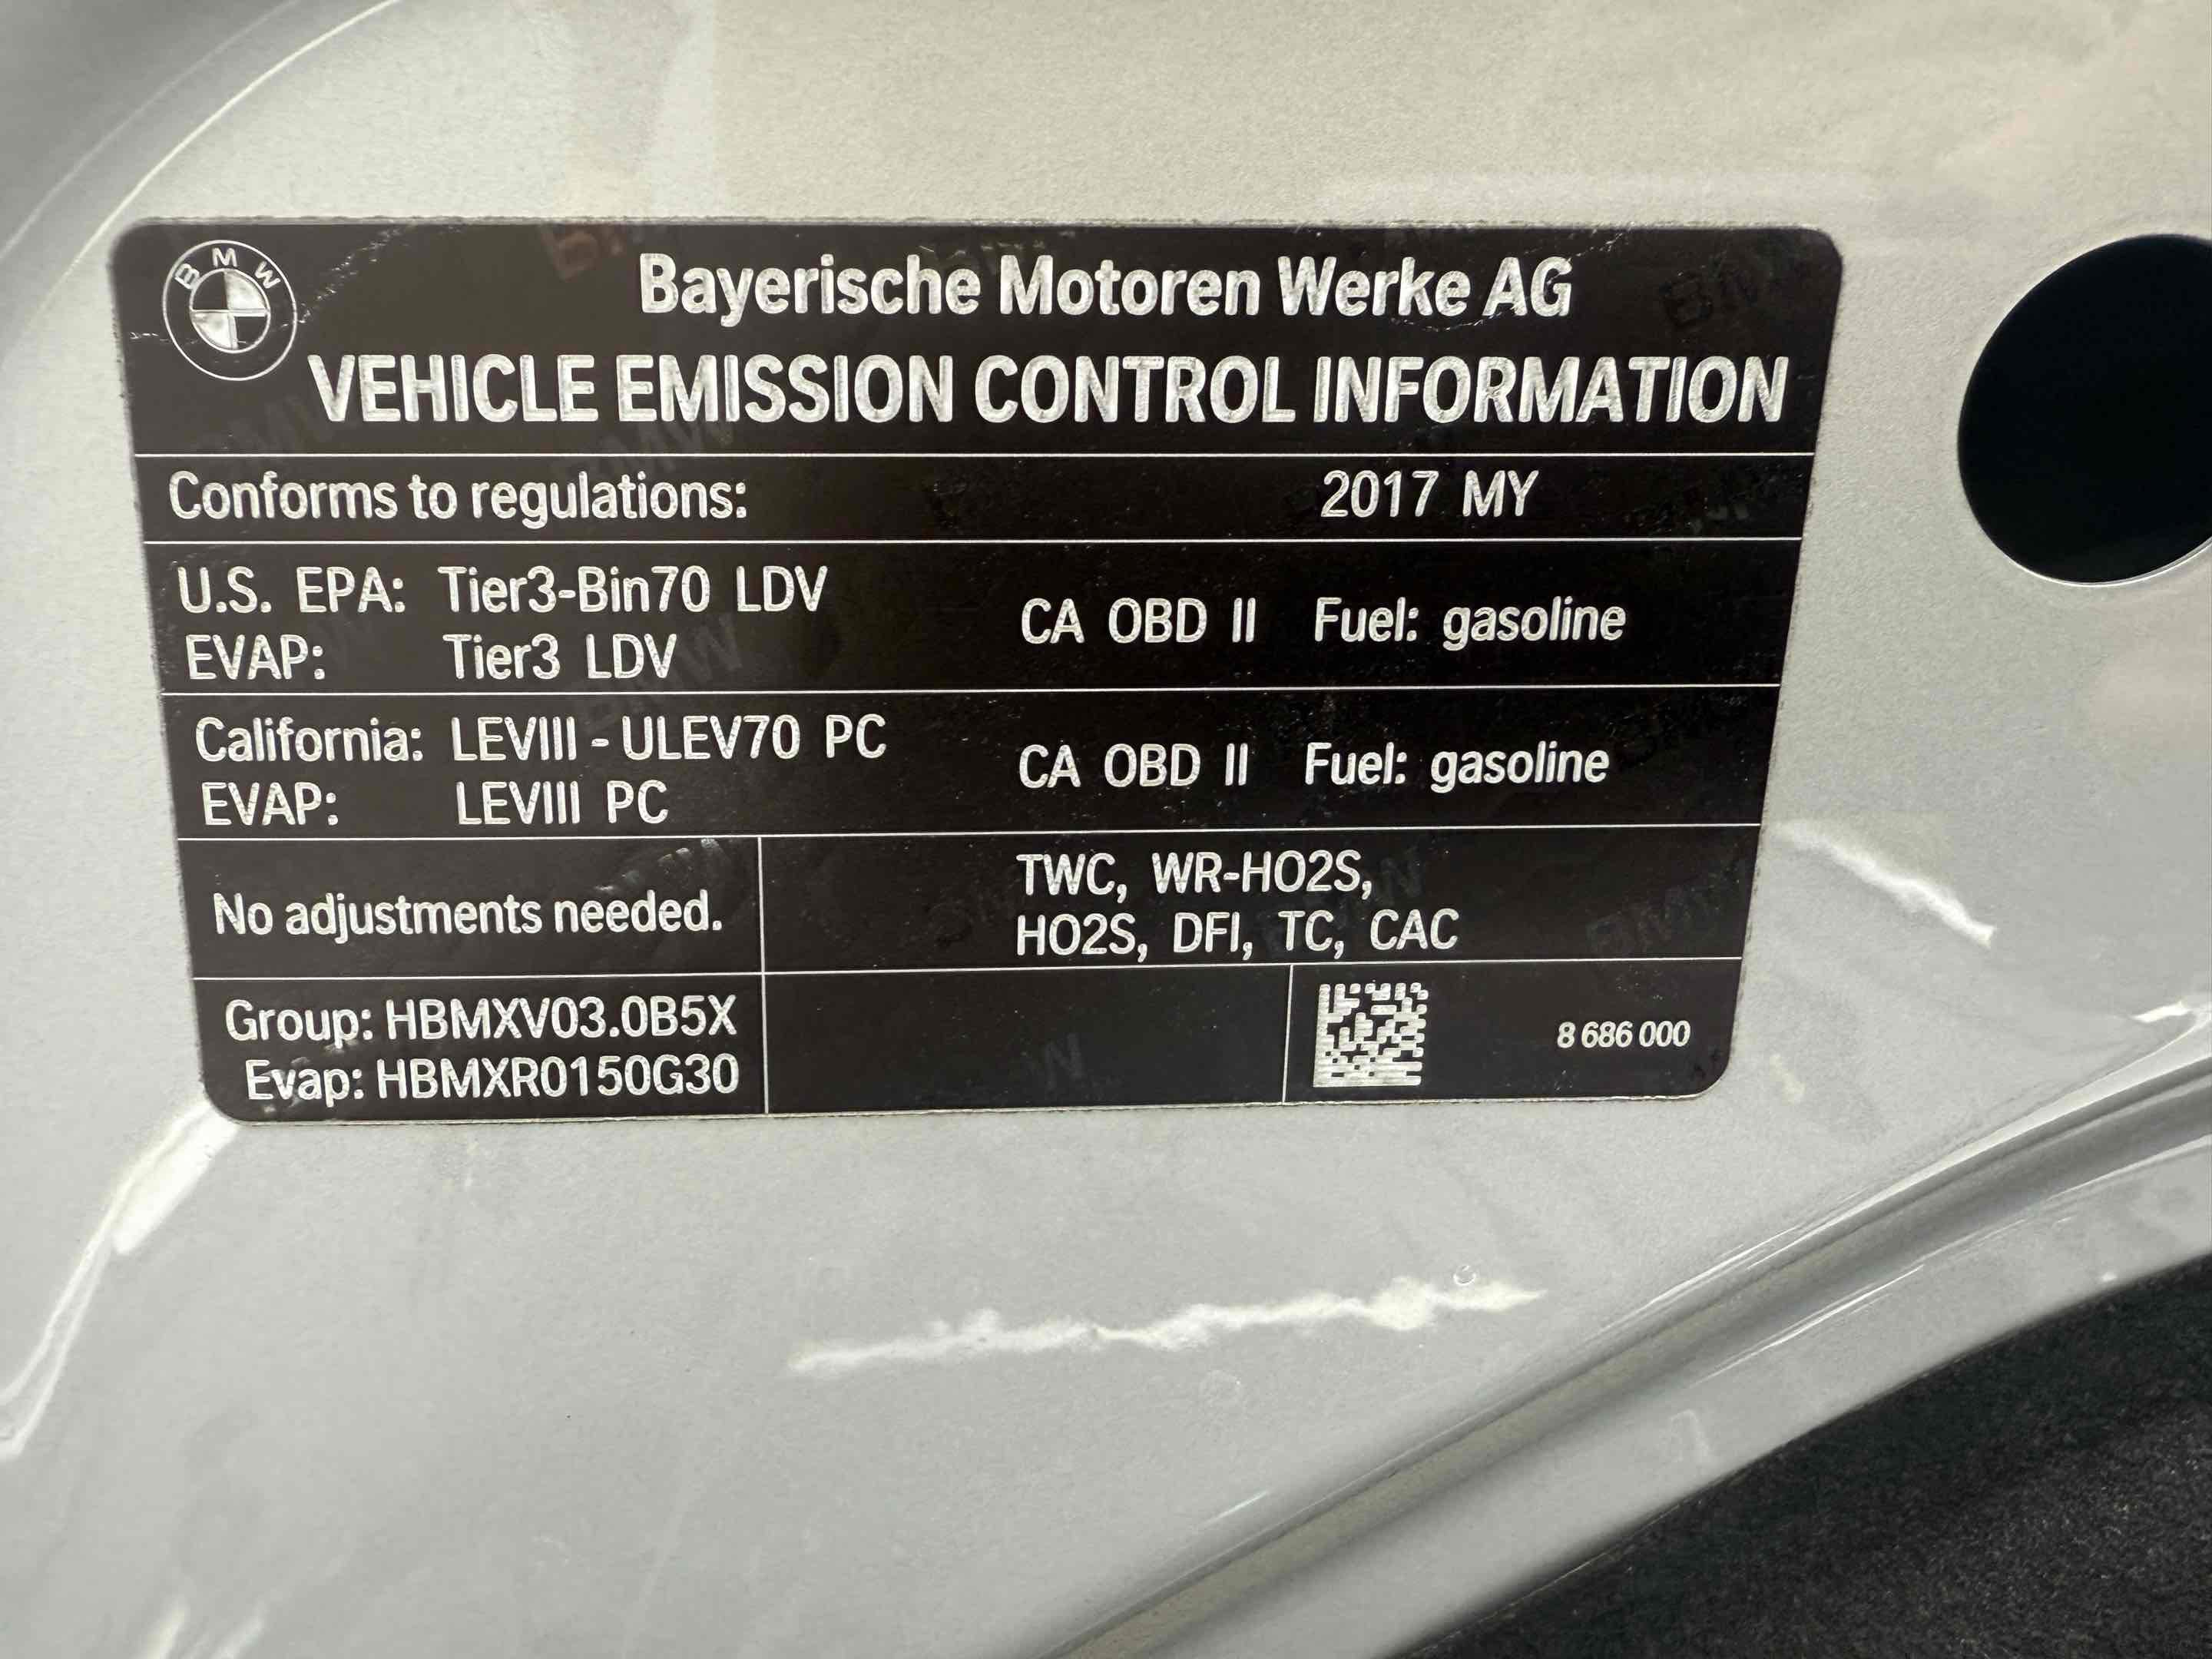 BMW
Bayerische Motoren Werke AG
VEHICLE EMISSION CONTROL INFORMATION
Conforms to regulations: 2017 MY
U.S. EPA: Tier3-Bin70 LDV
EVAP: Tier3 LDV
CA OBD II Fuel: gasoline
California: LEVIII - ULEV70 PC
EVAP: LEVIII PC
CA OBD II Fuel: gasoline
No adjustments needed.
TWC, WR-HO2S,
HO2S, DFI, TC, CAC
Group: HBMXV03.0B5X
Evap: HBMXR0150G30
8 686 000